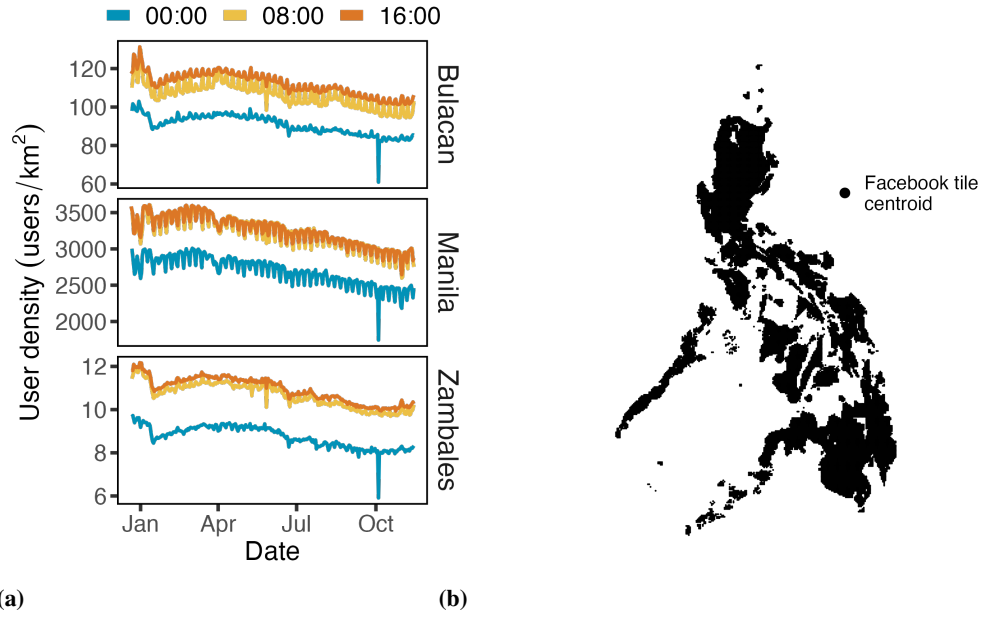 00:00 08:00 16:00
User density (users/km²)
120
100
80
60
Bulacan
3500
3000
2500
2000
Manila
12
10
8
6
Zambales
Jan Apr Jul Oct
Date
(a)
Facebook tile
centroid
(b)